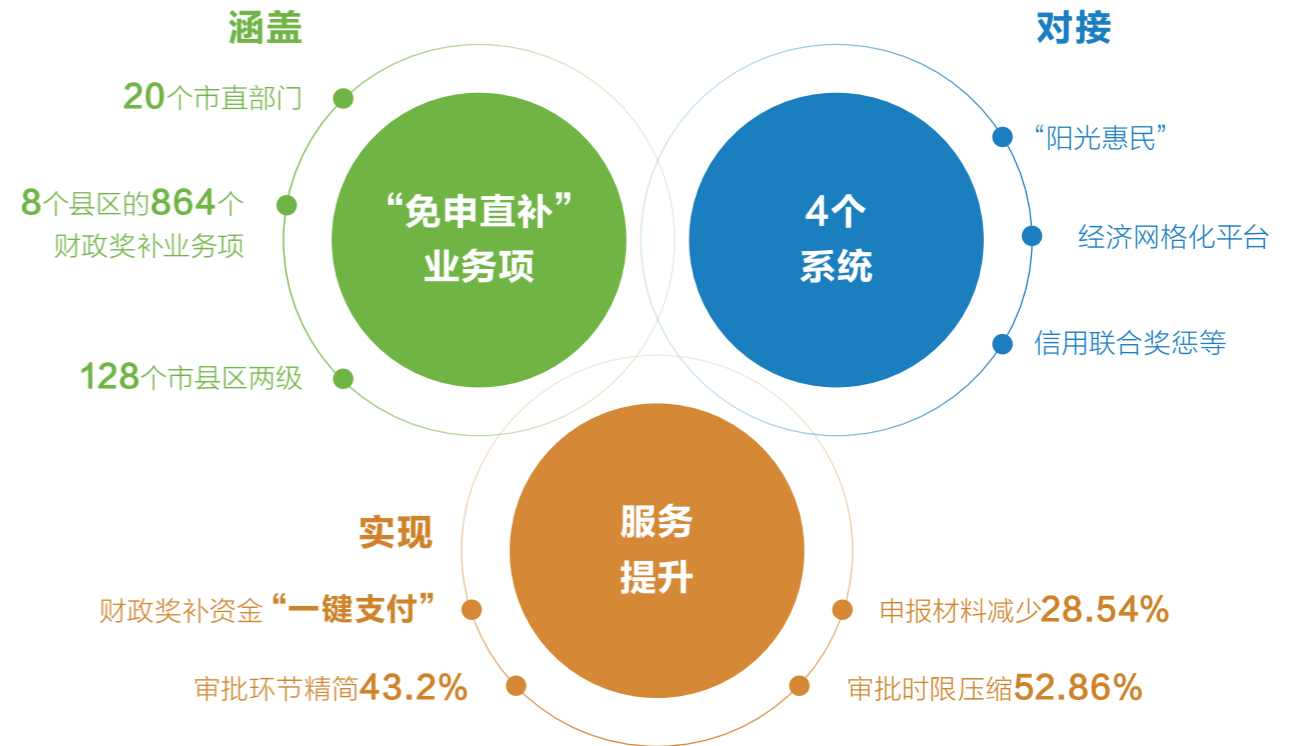 涵盖
20个市直部门
8个县区的864个
财政奖补业务项
128个市县区两级
“免申直补”
业务项
对接
4个
系统
“阳光惠民”
经济网格化平台
信用联合奖惩等
实现
服务
提升
财政奖补资金“一键支付”
审批环节精简43.2%
申报材料减少28.54%
审批时限压缩52.86%